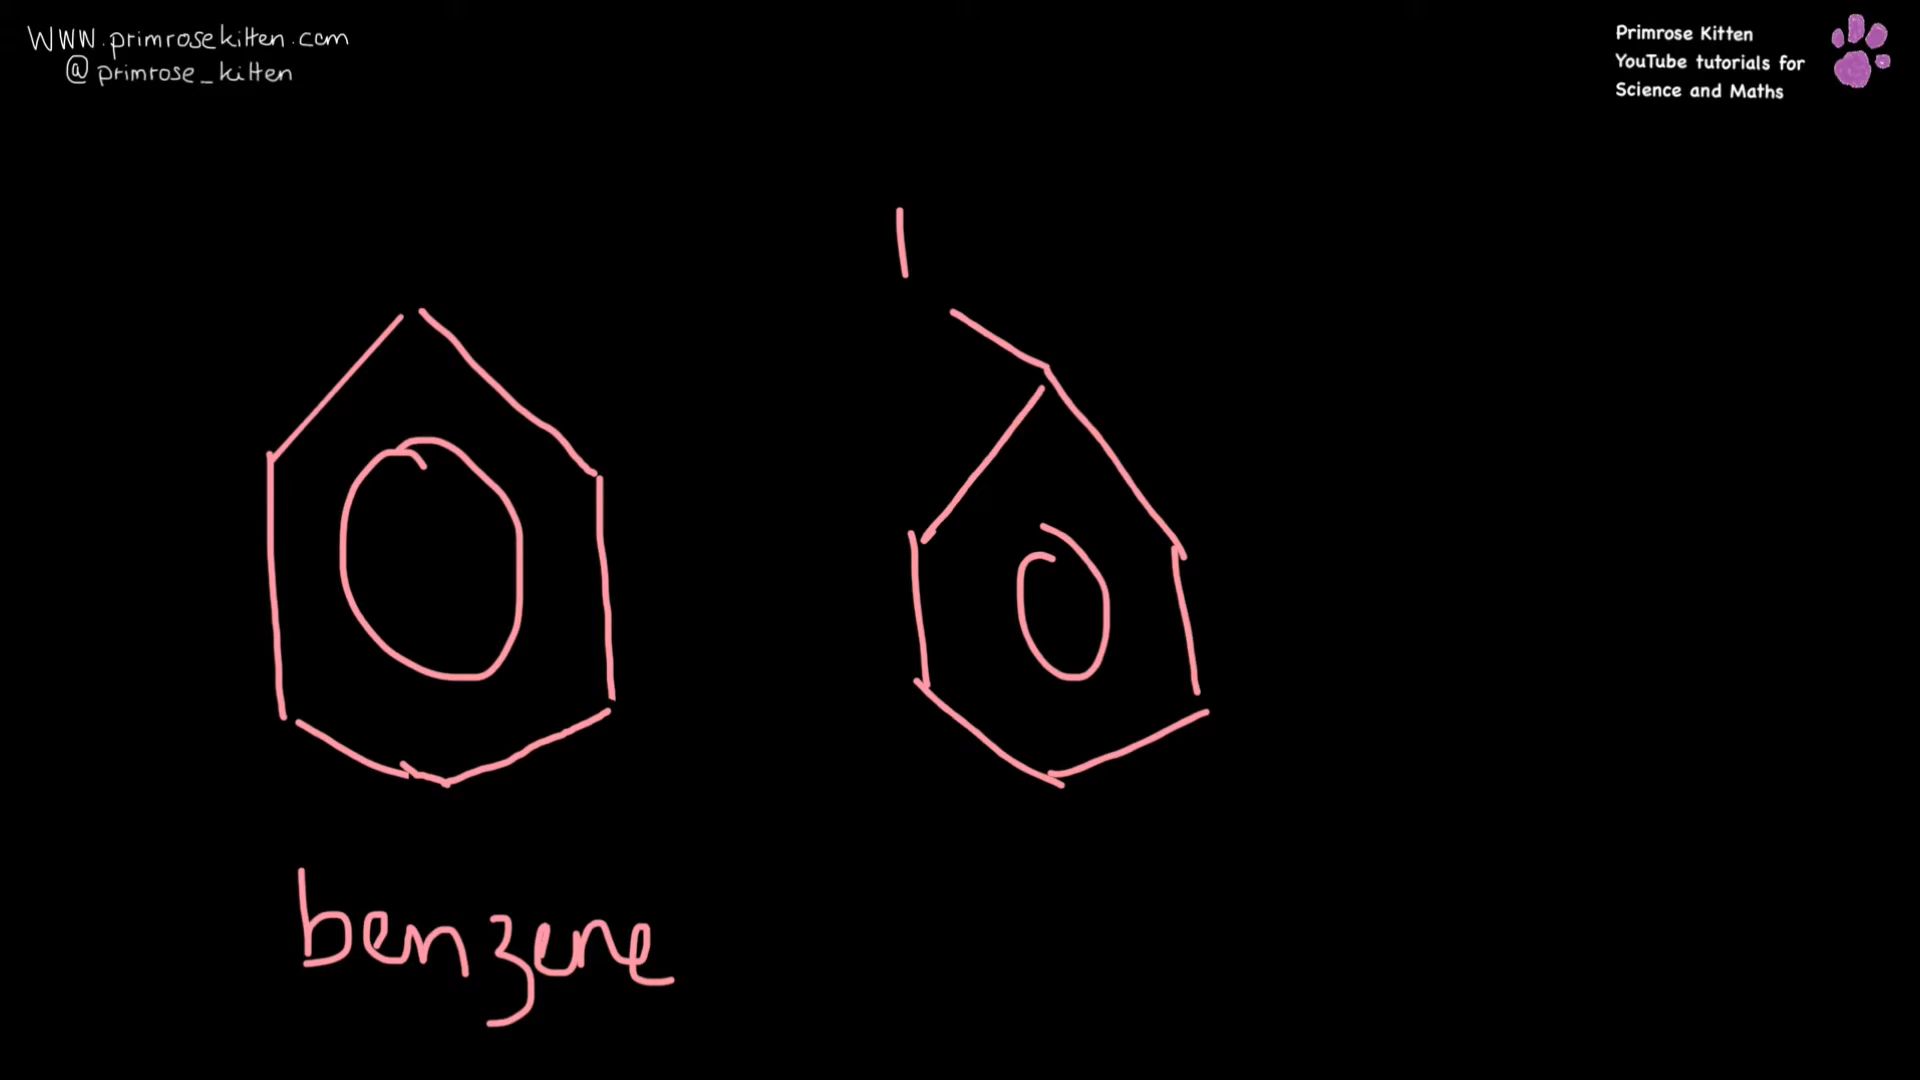 WWW.primrosekitten.com
@primrose_kitten
Primrose Kitten
YouTube tutorials for
Science and Maths
benzene